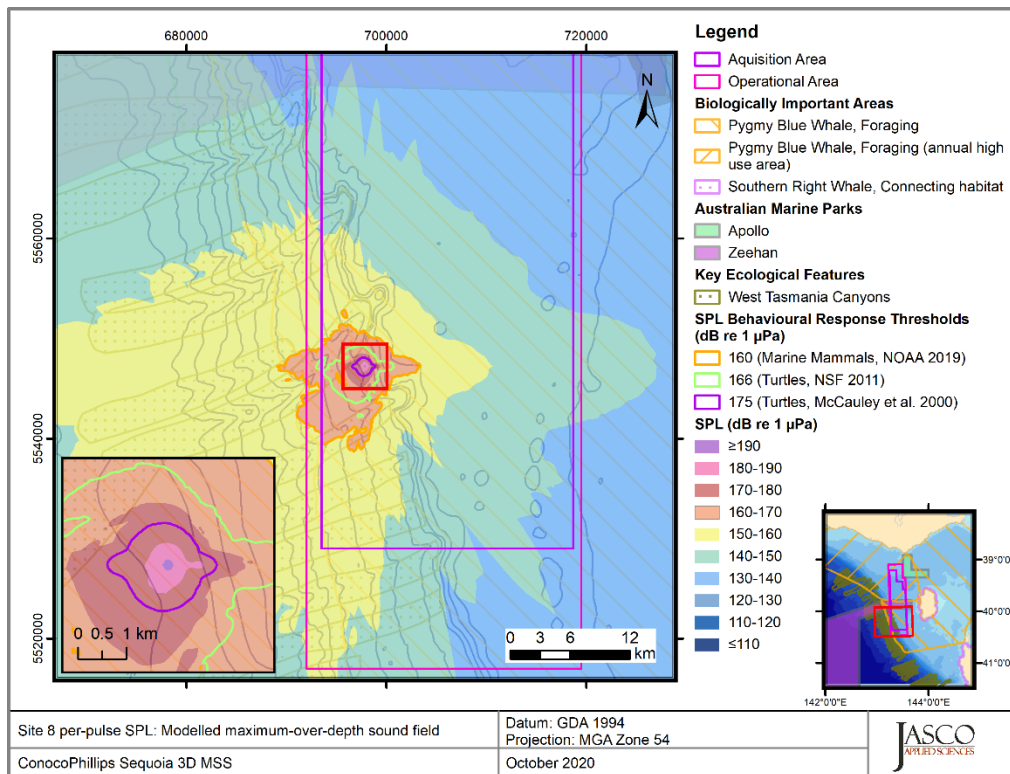 680000 700000 720000
5560000
5540000
5520000
N
0 0.5 1 km
0 3 6 12
km
Legend
Aquisition Area
Operational Area
Biologically Important Areas
Pygmy Blue Whale, Foraging
Pygmy Blue Whale, Foraging (annual high
use area)
Southern Right Whale, Connecting habitat
Australian Marine Parks
Apollo
Zeehan
Key Ecological Features
West Tasmania Canyons
SPL Behavioural Response Thresholds
(dB re 1 µPa)
160 (Marine Mammals, NOAA 2019)
166 (Turtles, NSF 2011)
175 (Turtles, McCauley et al. 2000)
SPL (dB re 1 µPa)
≥190
180-190
170-180
160-170
150-160
140-150
130-140
120-130
110-120
≤110
39°0'S
40°0'S
41°0'S
142°0'E 144°0'E
Site 8 per-pulse SPL: Modelled maximum-over-depth sound field
ConocoPhillips Sequoia 3D MSS
Datum: GDA 1994
Projection: MGA Zone 54
October 2020
JASCO
APPLIED SCIENCES